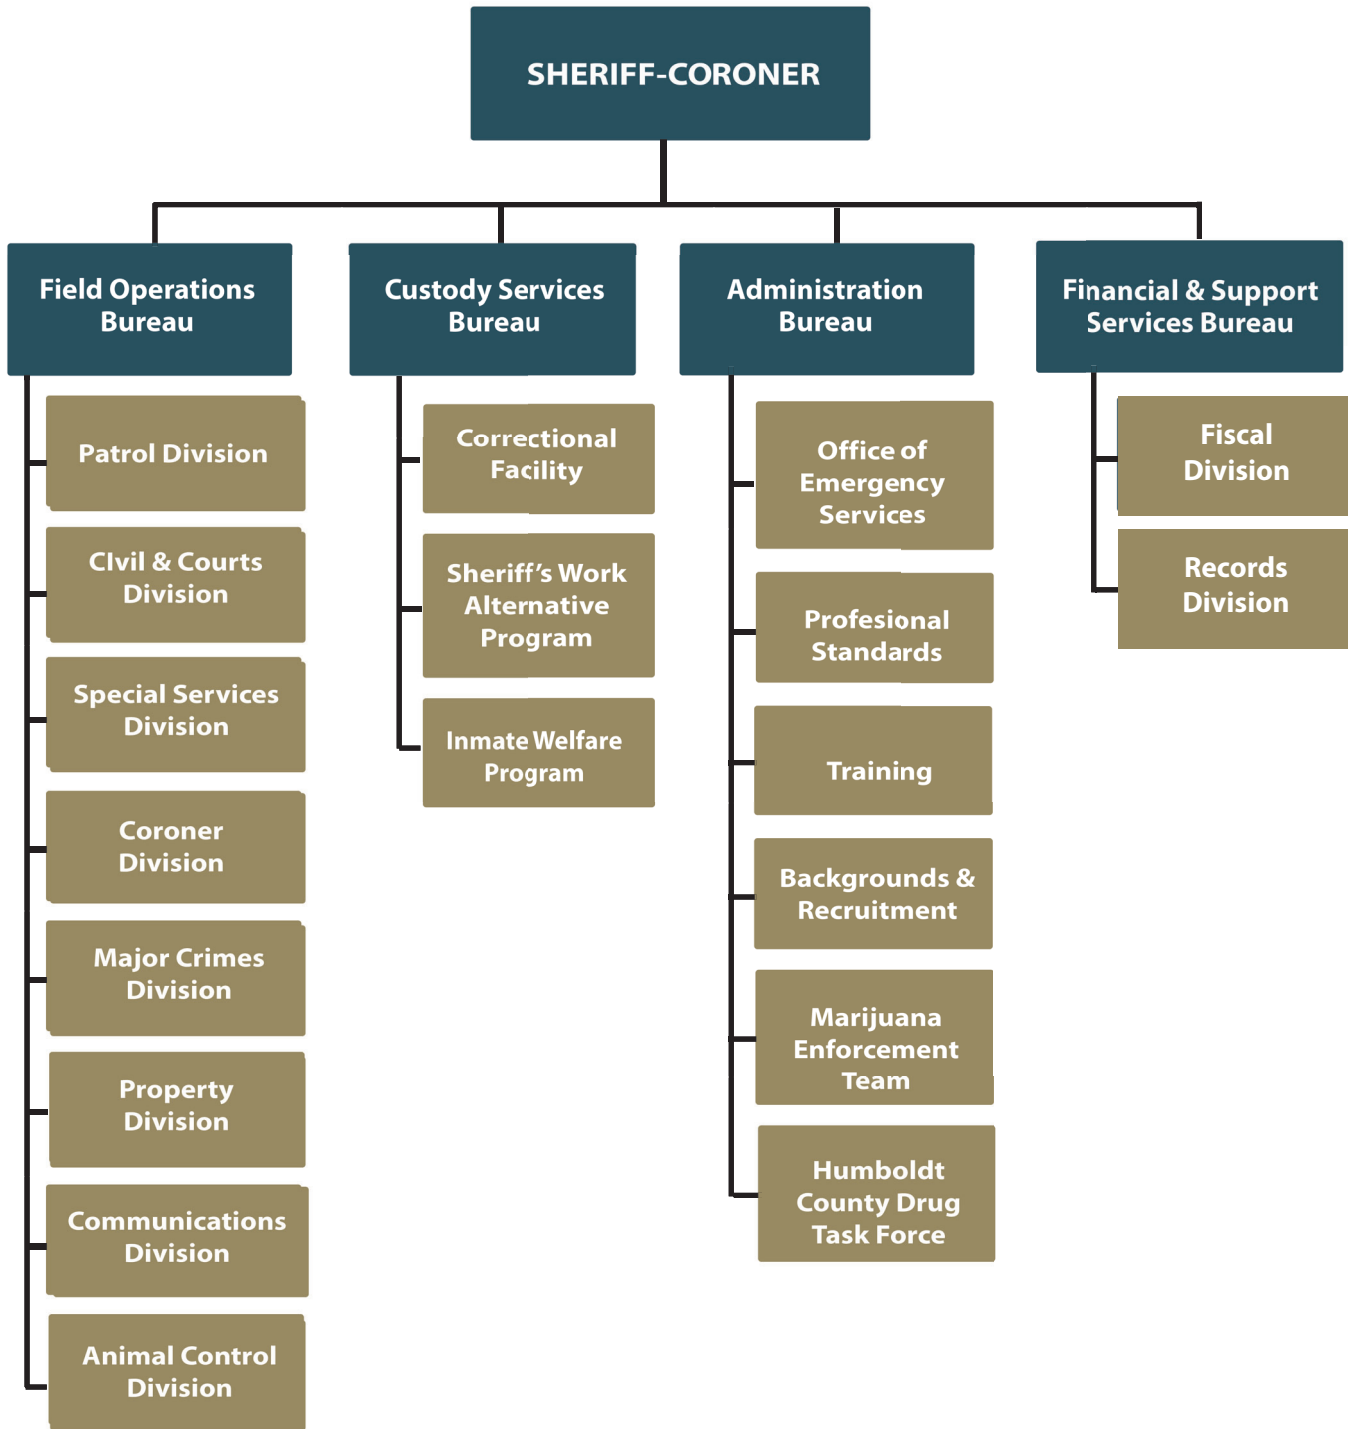 SHERIFF-CORONER
Field Operations
Bureau
Patrol Division
CIvil & Courts
Division
Special Services
Division
Coroner
Division
Major Crimes
Division
Property
Division
Communications
Division
Animal Control
Division
Custody Services
Bureau
Correctional
Facility
Sheriff’s Work
Alternative
Program
Inmate Welfare
Program
Administration
Bureau
Office of
Emergency
Services
Profesional
Standards
Training
Backgrounds &
Recruitment
Marijuana
Enforcement
Team
Humboldt
County Drug
Task Force
Financial & Support
Services Bureau
Fiscal
Division
Records
Division